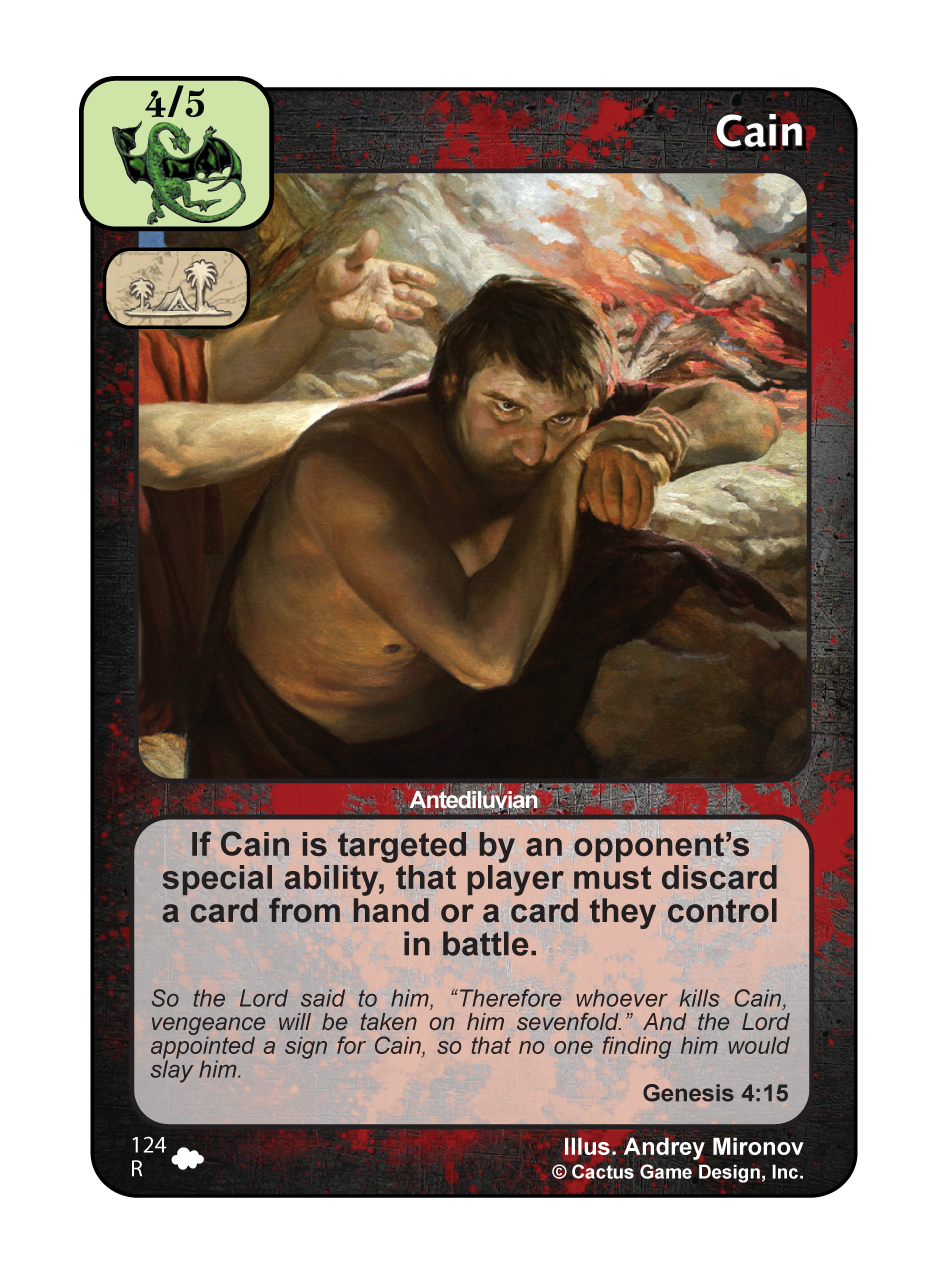 4/5
Cain
Antediluvian
If Cain is targeted by an opponent’s
special ability, that player must discard
a card from hand or a card they control
in battle.
So the Lord said to him, “Therefore whoever kills Cain,
vengeance will be taken on him sevenfold.” And the Lord
appointed a sign for Cain, so that no one finding him would
slay him.
Genesis 4:15
124
R
Illus. Andrey Mironov
© Cactus Game Design, Inc.